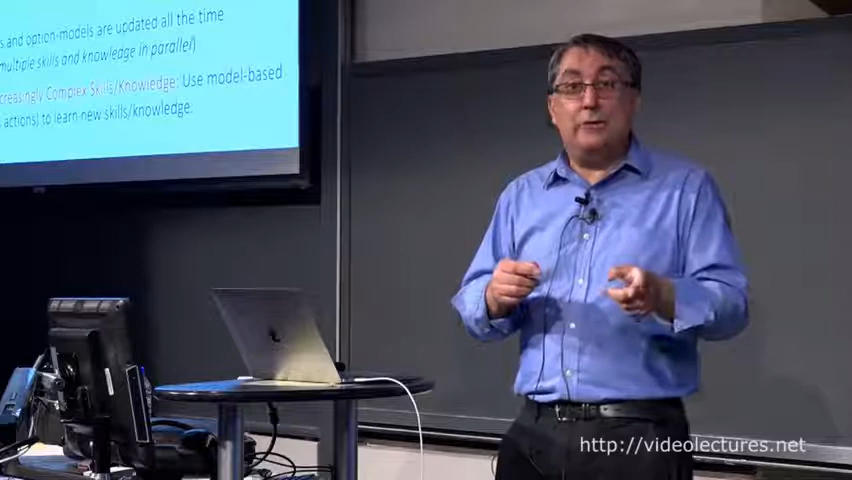 s and option-models are updated all the time
multiple skills and knowledge in parallel)
creasingly Complex Skills/Knowledge: Use model-based
actions) to learn new skills/knowledge.
http://videolectures.net